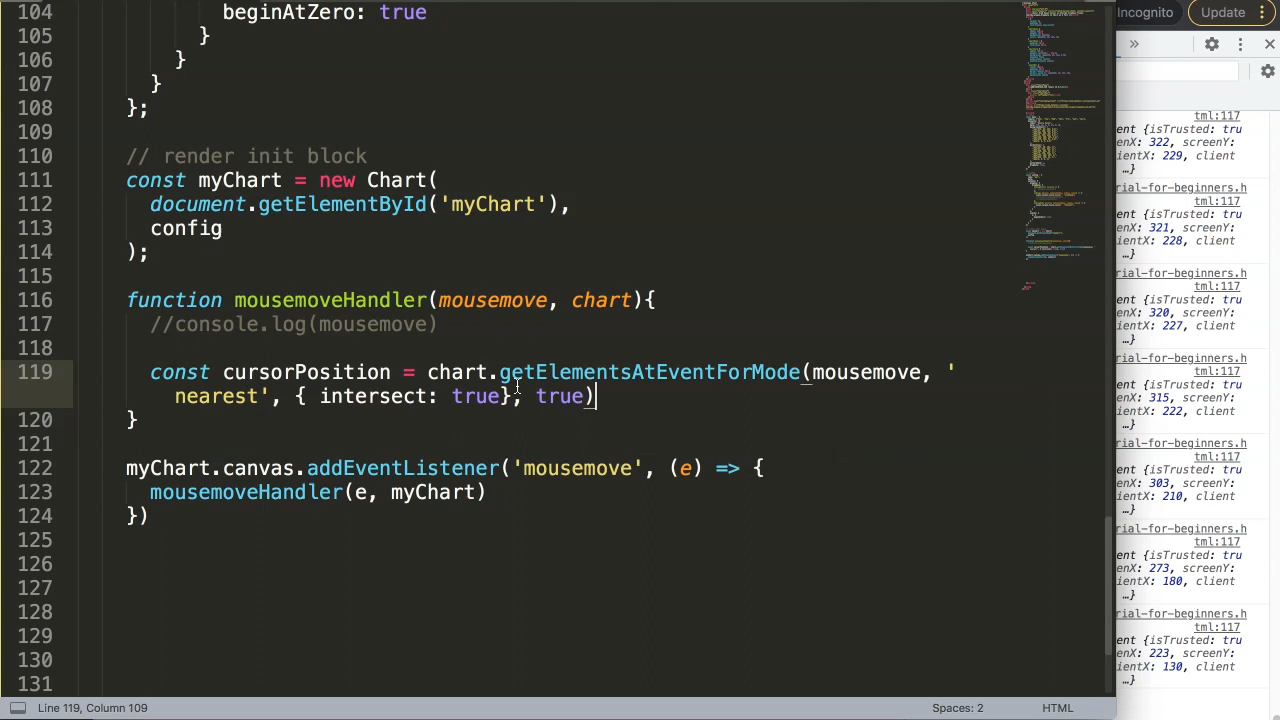 104 beginAtZero: true
105 }
106 }
107 }
108 };
109
110 // render init block
111 const myChart = new Chart(
112 document.getElementById('myChart'),
113 config
114 );
115
116 function mousemoveHandler(mousemove, chart){
117 //console.log(mousemove)
118
119 const cursorPosition = chart.getElementsAtEventForMode(mousemove, '
nearest', { intersect: true}, true)
120 }
121
122 myChart.canvas.addEventListener('mousemove', (e) => {
123 mousemoveHandler(e, myChart)
124 })
125
126
127
128
129
130
131
Line 119, Column 109
Spaces: 2
HTML
Incognito
Update
»
tml:117
ent {isTrusted: tru
X: 322, screenY:
ientX: 229, client
…}
rial-for-beginners.h
tml:117
ent {isTrusted: tru
X: 321, screenY:
ientX: 228, client
…}
rial-for-beginners.h
tml:117
ent {isTrusted: tru
X: 320, screenY:
ientX: 227, client
…}
rial-for-beginners.h
tml:117
ent {isTrusted: tru
X: 315, screenY:
ientX: 222, client
…}
rial-for-beginners.h
tml:117
ent {isTrusted: tru
X: 303, screenY:
ientX: 210, client
…}
rial-for-beginners.h
tml:117
ent {isTrusted: tru
X: 273, screenY:
ientX: 180, client
…}
rial-for-beginners.h
tml:117
ent {isTrusted: tru
X: 223, screenY:
ientX: 130, client
…}